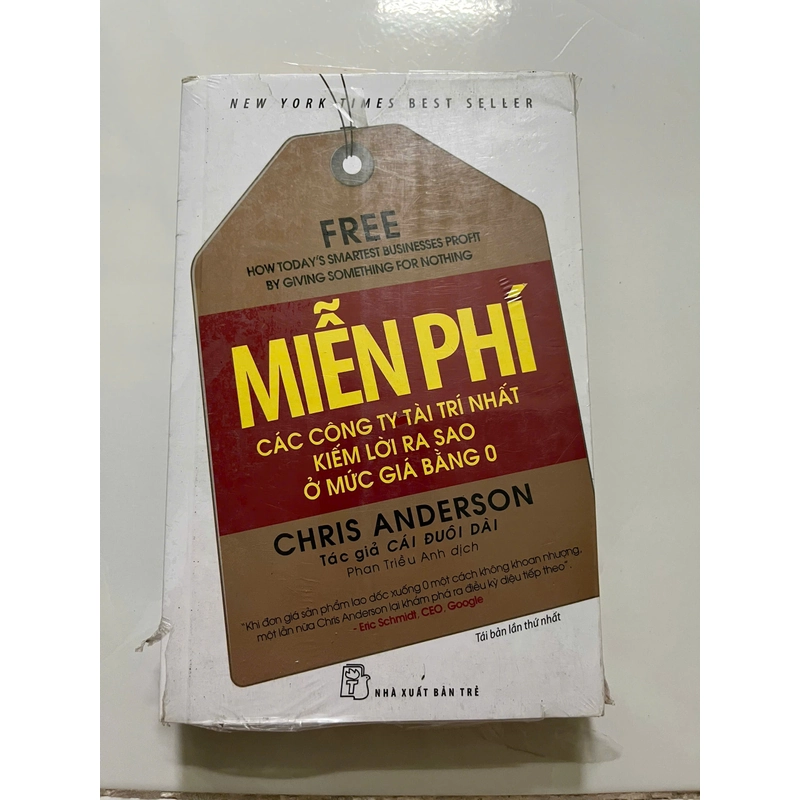 NEW YORK TIMES BEST SELLER
FREE
HOW TODAY'S SMARTEST BUSINESSES PROFIT
BY GIVING SOMETHING FOR NOTHING
MIỄN PHÍ
CÁC CÔNG TY TÀI TRÍ NHẤT
KIẾM LỜI RA SAO
Ở MỨC GIÁ BẰNG 0
CHRIS ANDERSON
Tác giả CÁI ĐUÔI DÀI
Phan Triều Anh dịch
"Khi đơn giá sản phẩm lao dốc xuống 0 một cách không khoan nhượng,
một lần nữa Chris Anderson lại khám phá ra điều kỳ diệu tiếp theo".
- Eric Schmidt, CEO, Google
Tái bản lần thứ nhất
T
NHÀ XUẤT BẢN TRẺ